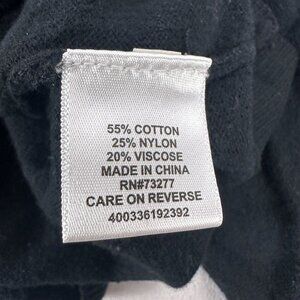 55% COTTON
25% NYLON
20% VISCOSE
MADE IN CHINA
RN#73277
CARE ON REVERSE
400336192392